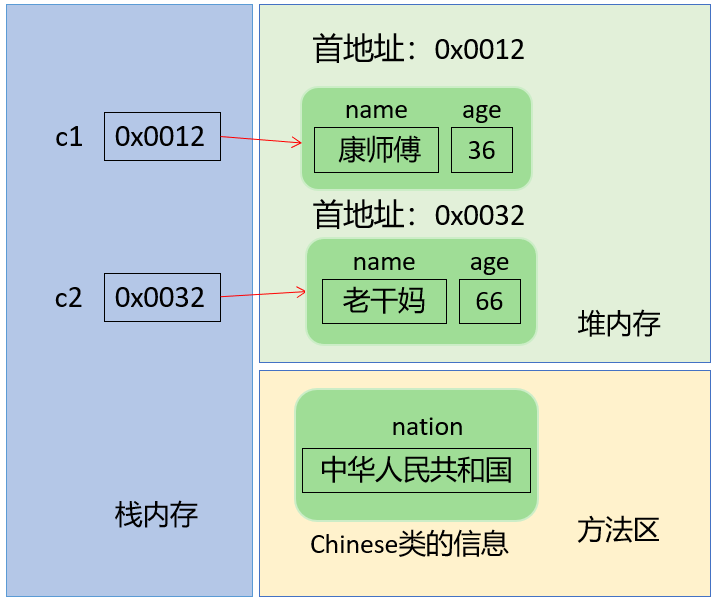 首地址：0x0012
name age
c1 0x0012 康师傅 36
首地址：0x0032
name age
c2 0x0032 老干妈 66
堆内存
nation
中华人民共和国
栈内存
Chinese类的信息
方法区